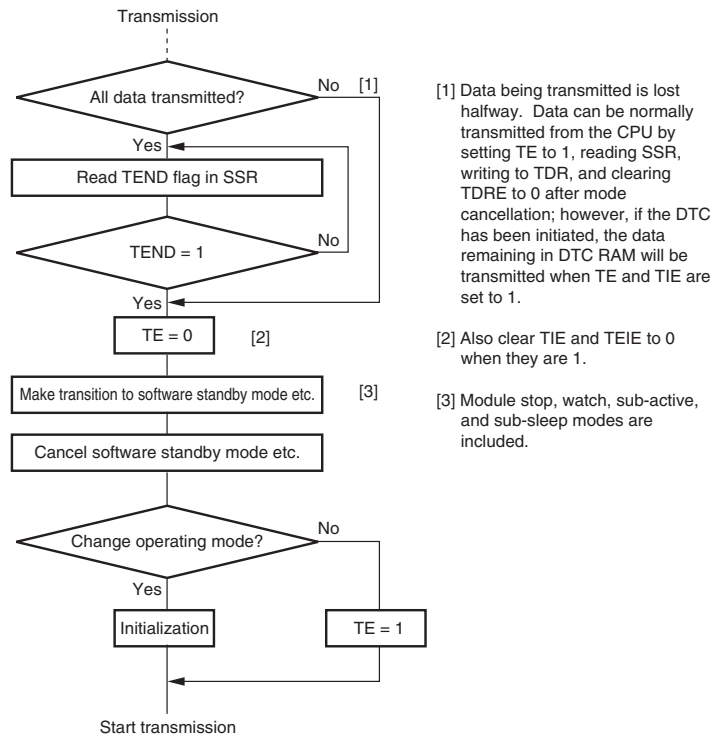 Transmission
All data transmitted?
No [1]
Yes
Read TEND flag in SSR
TEND = 1
No
Yes
TE = 0 [2]
Make transition to software standby mode etc. [3]
Cancel software standby mode etc.
Change operating mode?
No
Yes
Initialization
TE = 1
Start transmission
[1] Data being transmitted is lost
halfway. Data can be normally
transmitted from the CPU by
setting TE to 1, reading SSR,
writing to TDR, and clearing
TDRE to 0 after mode
cancellation; however, if the DTC
has been initiated, the data
remaining in DTC RAM will be
transmitted when TE and TIE are
set to 1.
[2] Also clear TIE and TEIE to 0
when they are 1.
[3] Module stop, watch, sub-active,
and sub-sleep modes are
included.